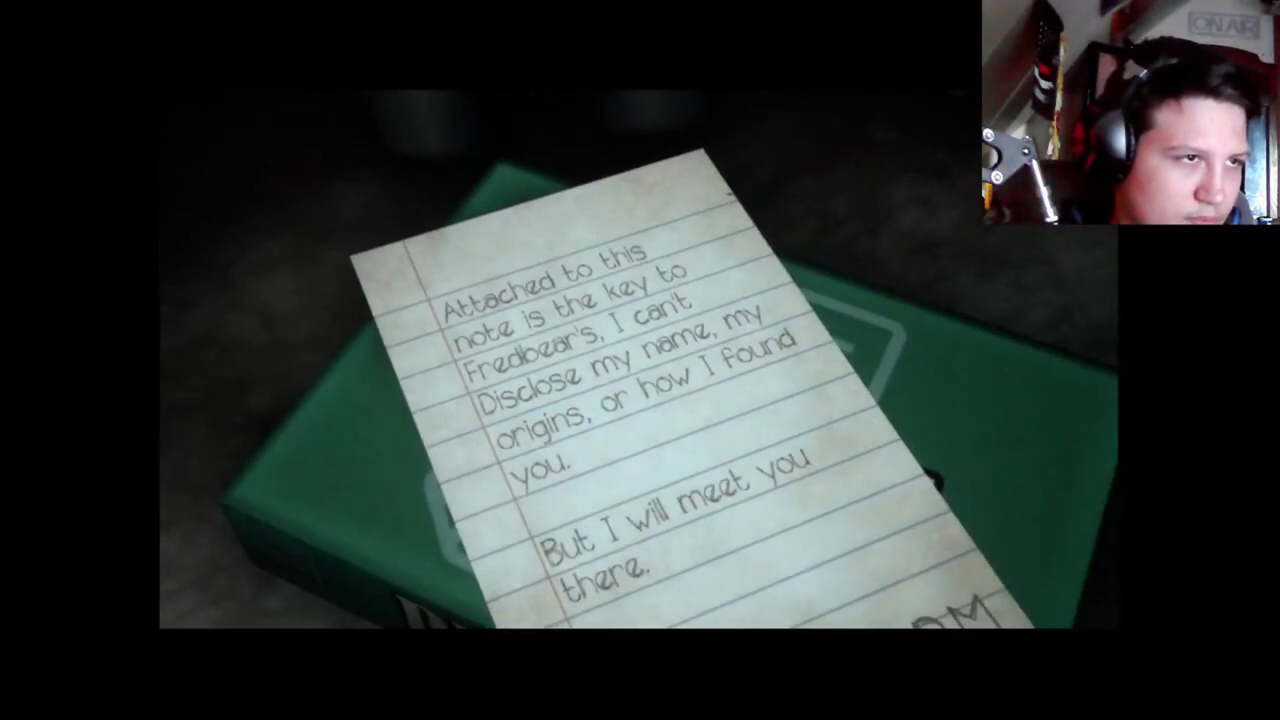 ON AIR
Attached to this
note is the key to
Fredbear's, I can't
Disclose my name, my
origins, or how I found
you.
But I will meet you
there.